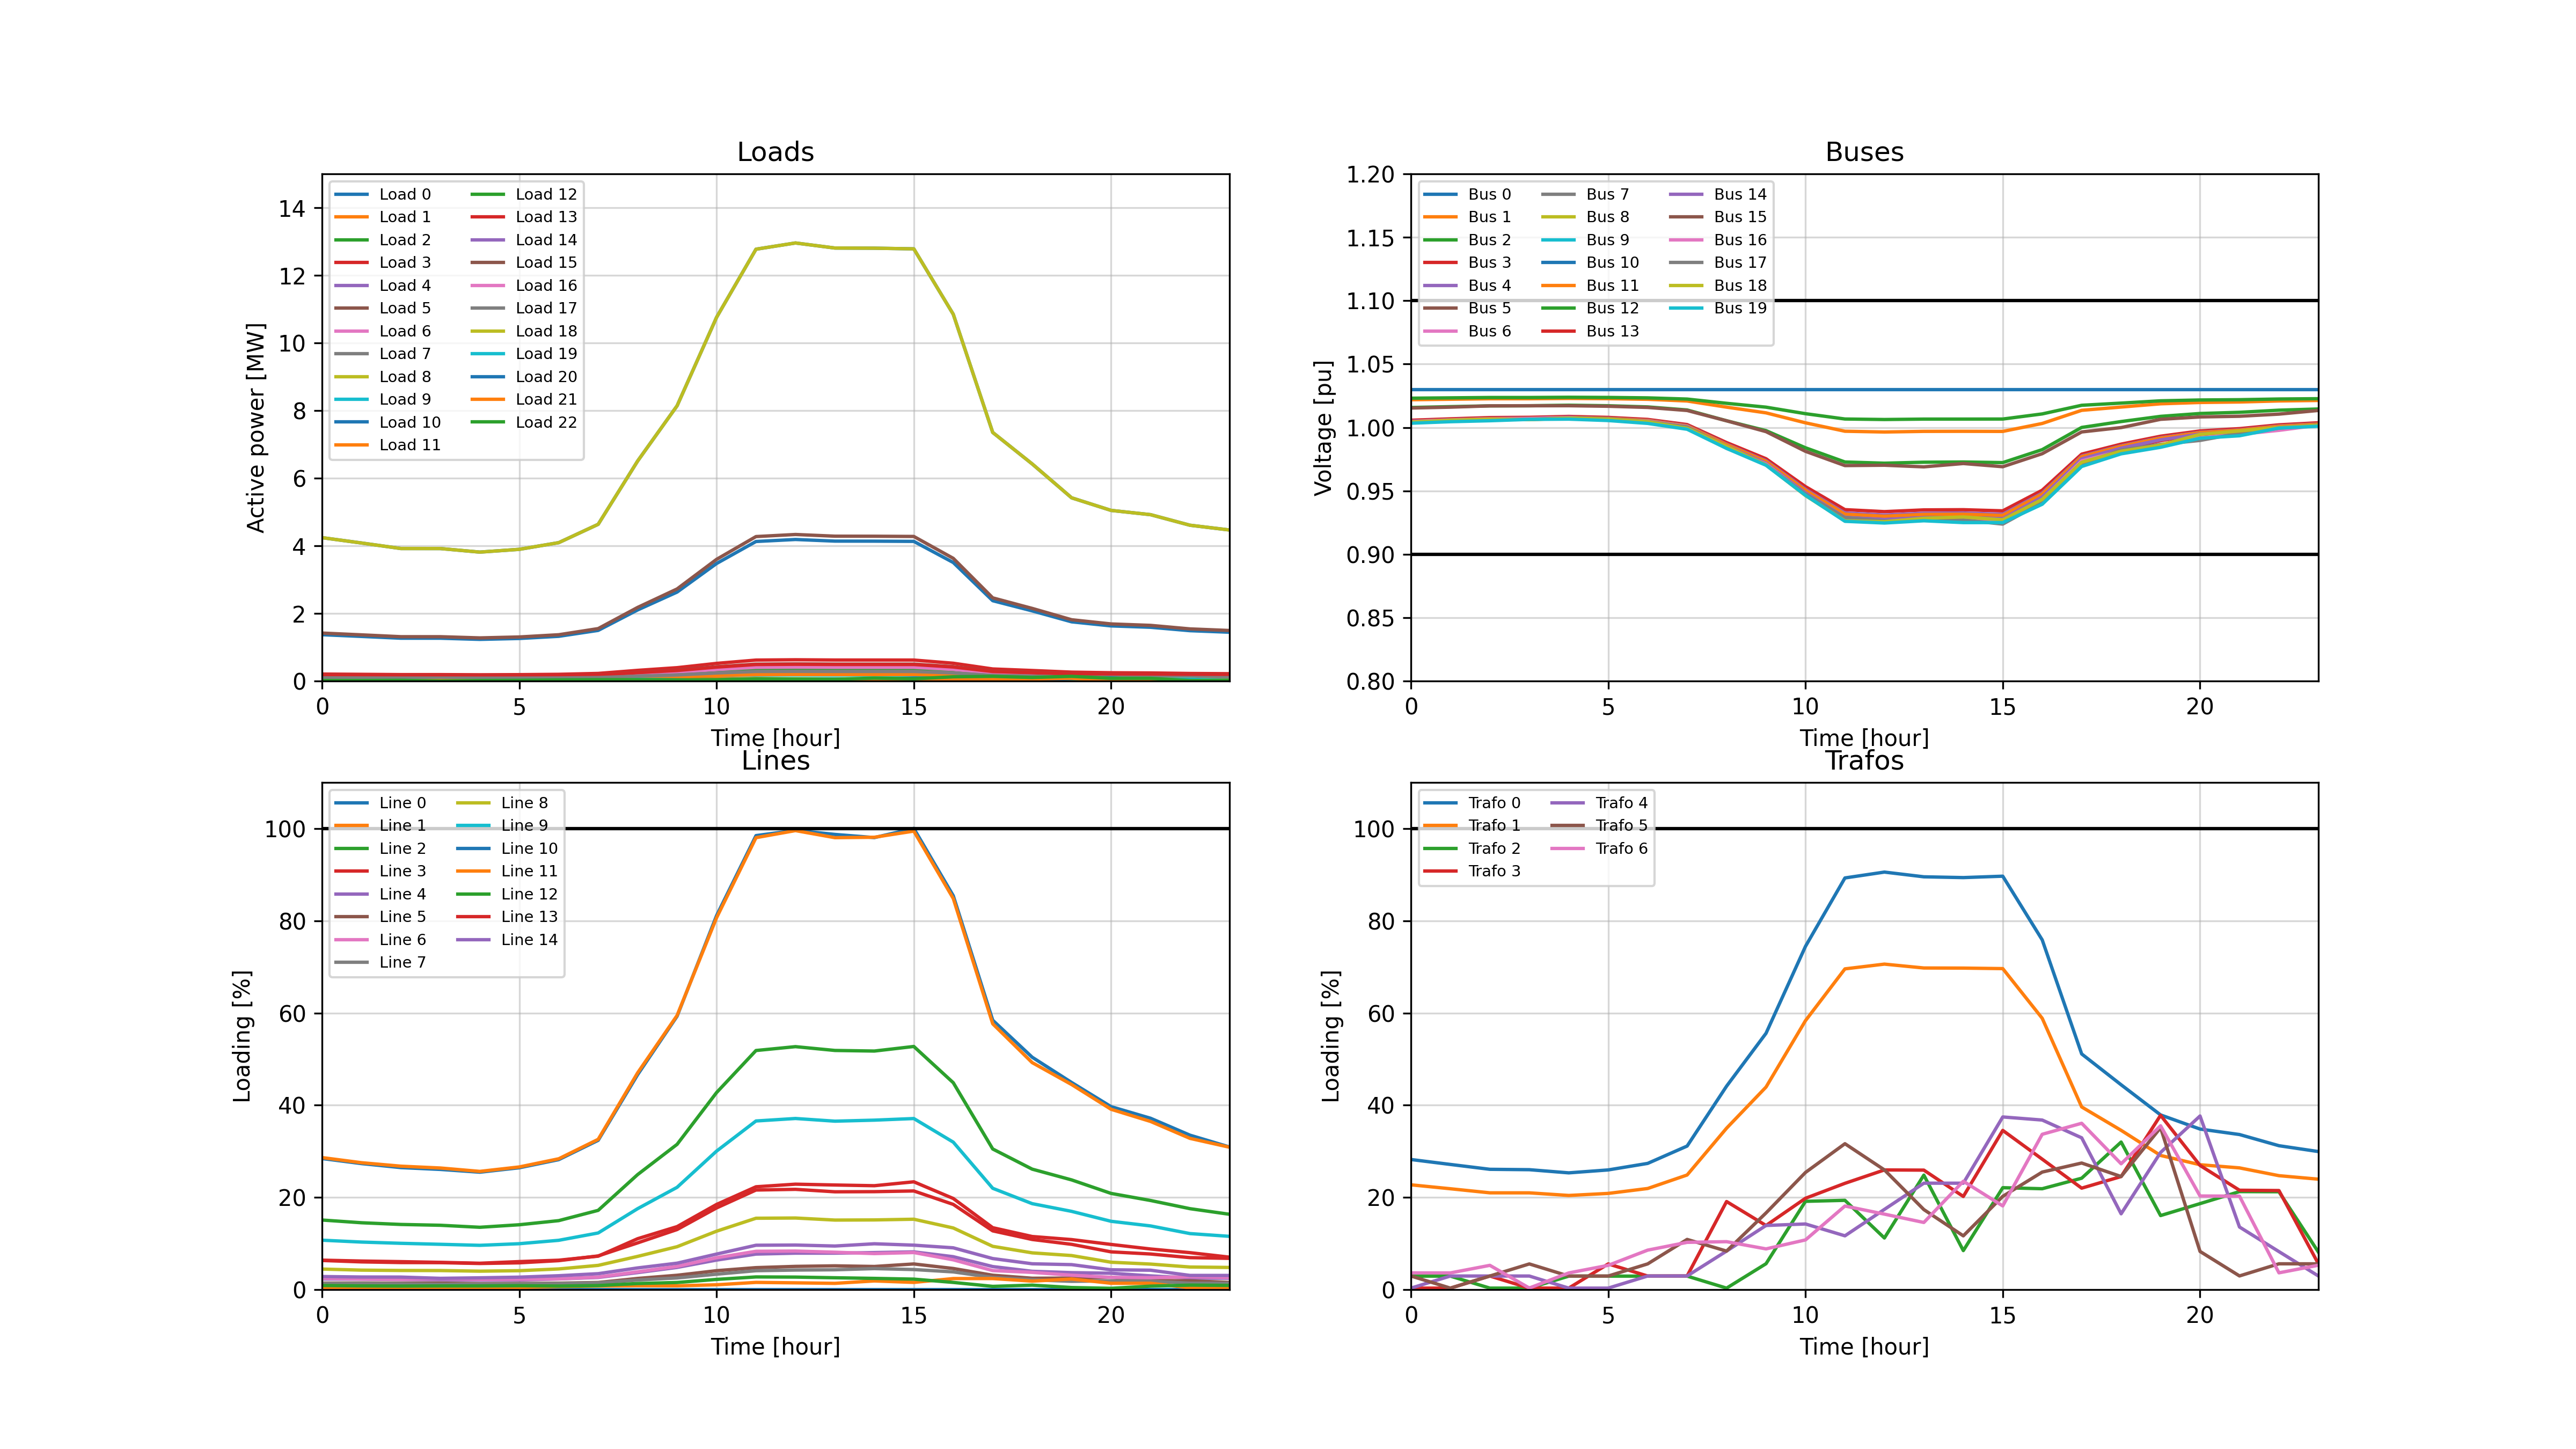 Loads
Active power [MW]
14
12
10
8
6
4
2
0
Load 0 Load 12
Load 1 Load 13
Load 2 Load 14
Load 3 Load 15
Load 4 Load 16
Load 5 Load 17
Load 6 Load 18
Load 7 Load 19
Load 8 Load 20
Load 9 Load 21
Load 10 Load 22
Load 11
0 5 10 15 20
Time [hour]
Buses
Voltage [pu]
1.20
1.15
1.10
1.05
1.00
0.95
0.90
0.85
0.80
Bus 0 Bus 7 Bus 14
Bus 1 Bus 8 Bus 15
Bus 2 Bus 9 Bus 16
Bus 3 Bus 10 Bus 17
Bus 4 Bus 11 Bus 18
Bus 5 Bus 12 Bus 19
Bus 6 Bus 13
0 5 10 15 20
Time [hour]
Lines
Loading [%]
100
80
60
40
20
0
Line 0 Line 8
Line 1 Line 9
Line 2 Line 10
Line 3 Line 11
Line 4 Line 12
Line 5 Line 13
Line 6 Line 14
Line 7
0 5 10 15 20
Time [hour]
Trafos
Loading [%]
100
80
60
40
20
0
Trafo 0 Trafo 4
Trafo 1 Trafo 5
Trafo 2 Trafo 6
Trafo 3
0 5 10 15 20
Time [hour]